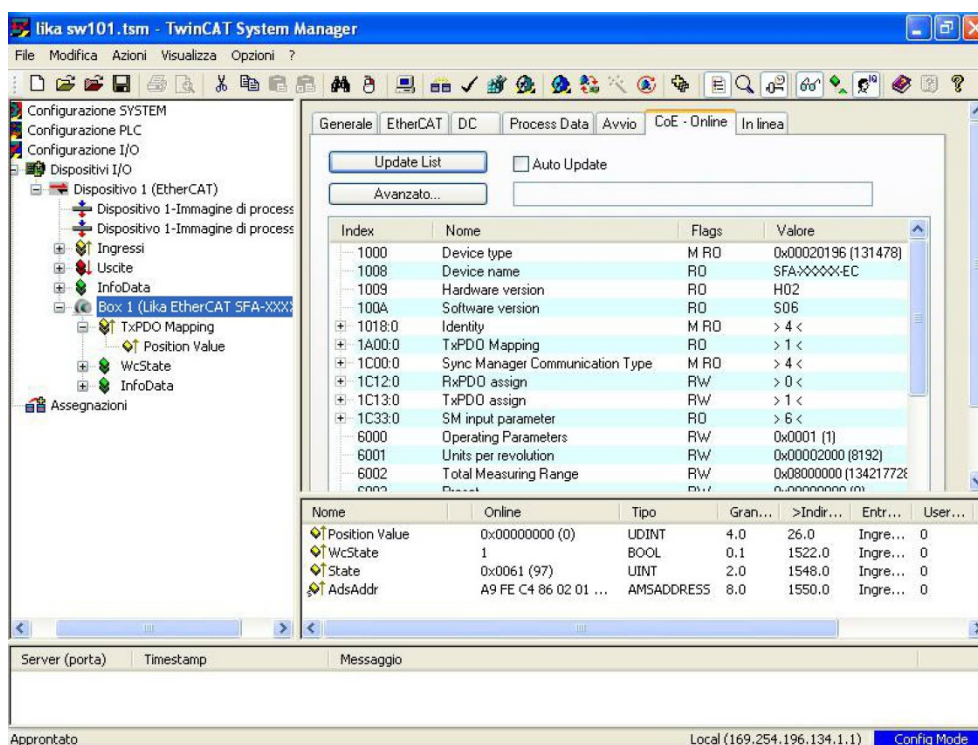 lika sw101.tsm - TwinCAT System Manager
File Modifica Azioni Visualizza Opzioni ?
Configurazione SYSTEM
Configurazione PLC
Configurazione I/O
Dispositivi I/O
Dispositivo 1 (EtherCAT)
Dispositivo 1-Immagine di process
Dispositivo 1-Immagine di process
Ingressi
Uscite
InfoData
Box 1 (Lika EtherCAT SFA-XXX
TxPDO Mapping
Position Value
WcState
InfoData
Assegnazioni
Generale EtherCAT DC Process Data Avvio CoE - Online In linea
Update List Auto Update
Avanzato...
Index Nome Flags Valore
1000 Device type M RO 0x00020196 (131478)
1008 Device name RO SFA-XXXXX-EC
1009 Hardware version RO H02
100A Software version RO S06
1018:0 Identity M RO > 4 <
1A00:0 TxPDO Mapping RO > 1 <
1C00:0 Sync Manager Communication Type M RO > 4 <
1C12:0 RxPDO assign RW > 0 <
1C13:0 TxPDO assign RW > 1 <
1C33:0 SM input parameter RO > 6 <
6000 Operating Parameters RW 0x0001 (1)
6001 Units per revolution RW 0x00002000 (8192)
6002 Total Measuring Range RW 0x08000000 (134217728
Nome Online Tipo Gran... >Indir... Entr... User...
Position Value 0x00000000 (0) UDINT 4.0 26.0 Ingre... 0
WcState 1 BOOL 0.1 1522.0 Ingre... 0
State 0x0061 (97) UINT 2.0 1548.0 Ingre... 0
AdsAddr A9 FE C4 86 02 01 ... AMSADDRESS 8.0 1550.0 Ingre... 0
Server (porta) Timestamp Messaggio
Approntato Local (169.254.196.134.1.1) Config Mode